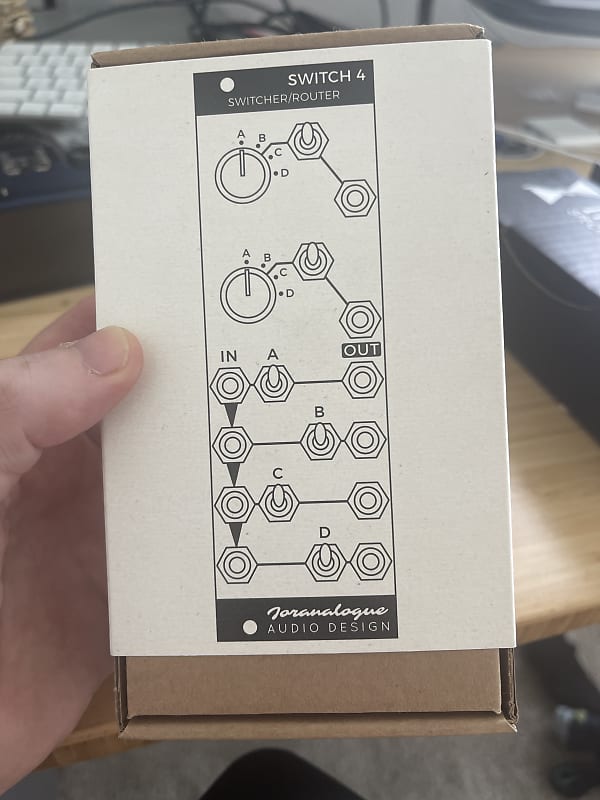 SWITCH 4
SWITCHER/ROUTER
A
B
C
D
A
B
C
D
OUT
IN A
B
C
D
Joranalogue
AUDIO DESIGN